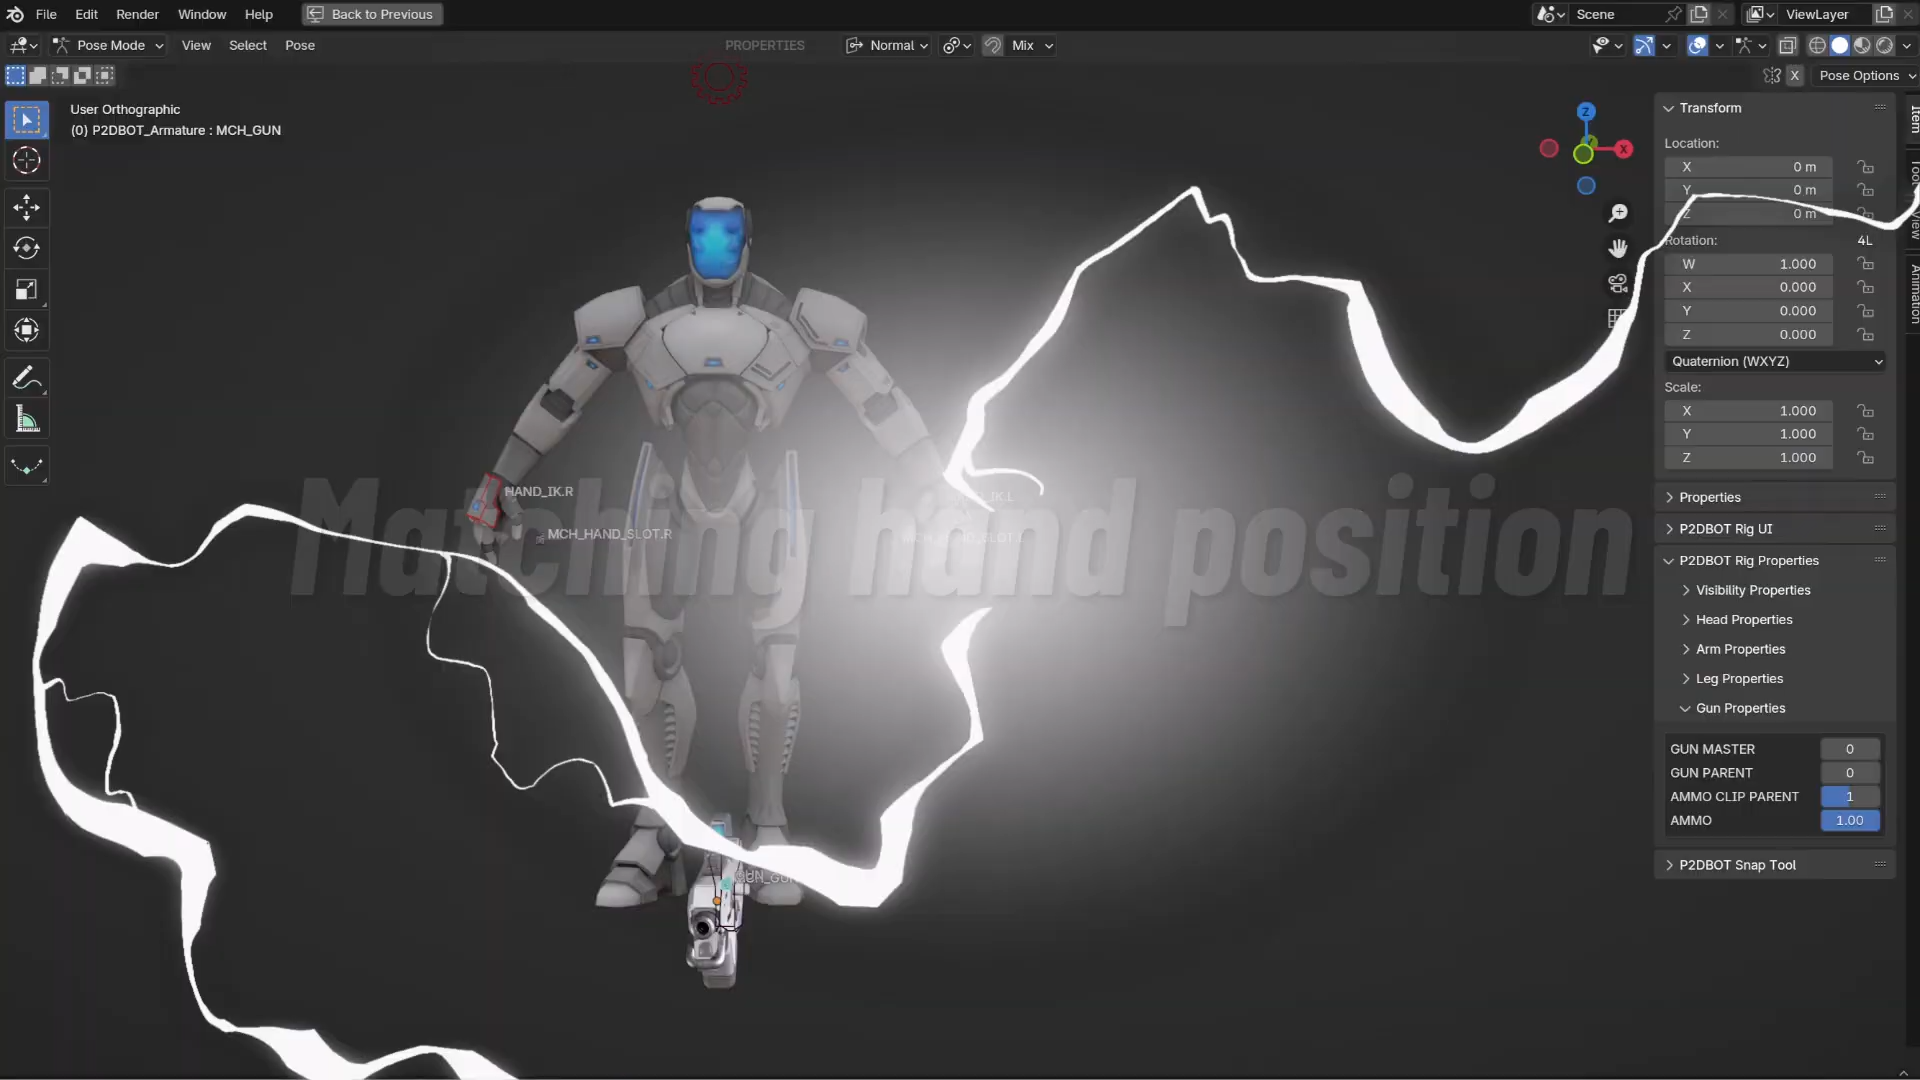 File Edit Render Window Help Back to Previous Scene ViewLayer
Pose Mode View Select Pose PROPERTIES Normal Mix
X Pose Options
User Orthographic
(0) P2DBOT_Armature : MCH_GUN
Z
X
Transform
Location:
X 0 m
Y 0 m
Z 0 m
Rotation: 4L
W 1.000
X 0.000
Y 0.000
Z 0.000
Quaternion (WXYZ)
Scale:
X 1.000
Y 1.000
Z 1.000
Properties
P2DBOT Rig UI
P2DBOT Rig Properties
Visibility Properties
Head Properties
Arm Properties
Leg Properties
Gun Properties
GUN MASTER 0
GUN PARENT 0
AMMO CLIP PARENT 1
AMMO 1.00
P2DBOT Snap Tool
Item
Tool
View
Animation
HAND_IK.R
MCH_HAND_SLOT.R
Matching hand position